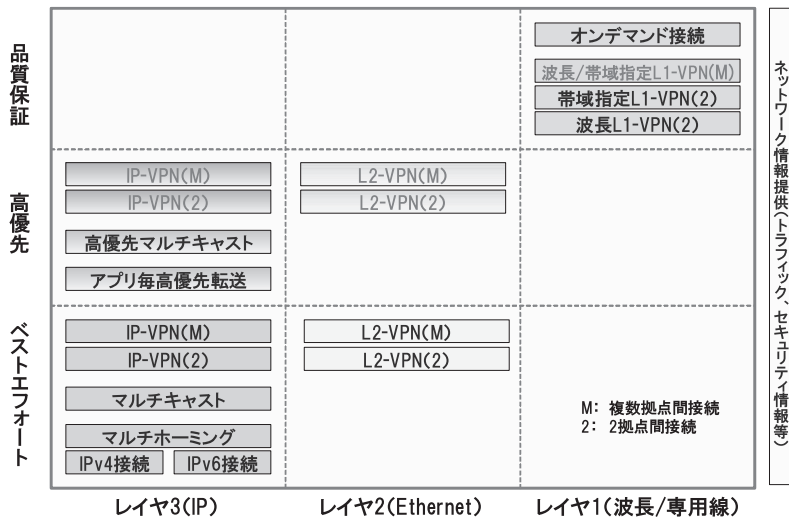 品質保証
オンデマンド接続
波長/帯域指定L1-VPN(M)
帯域指定L1-VPN(2)
波長L1-VPN(2)
高優先
IP-VPN(M)
IP-VPN(2)
高優先マルチキャスト
アプリ毎高優先転送
L2-VPN(M)
L2-VPN(2)
ベストエフォート
IP-VPN(M)
IP-VPN(2)
マルチキャスト
マルチホーミング
IPv4接続
IPv6接続
L2-VPN(M)
L2-VPN(2)
M: 複数拠点間接続
2: 2拠点間接続
レイヤ3(IP)
レイヤ2(Ethernet)
レイヤ1(波長/専用線)
ネットワーク情報提供(トラフィック、セキュリティ情報等)